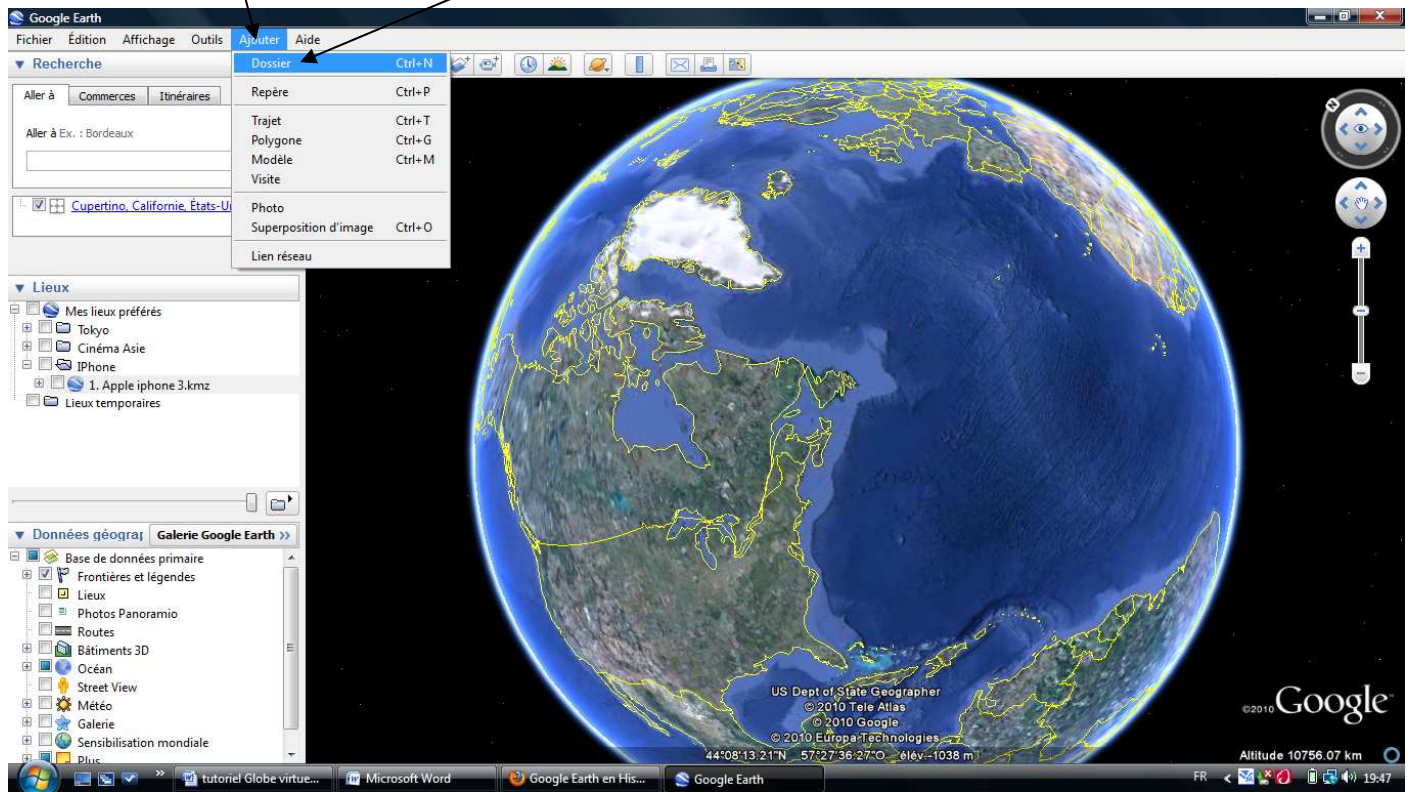 Google Earth
Fichier Édition Affichage Outils Ajouter Aide
Recherche
Aller à Commerces Itinéraires
Aller à Ex. : Bordeaux
Cupertino, Californie, États-U
Dossier Ctrl+N
Repère Ctrl+P
Trajet Ctrl+T
Polygone Ctrl+G
Modèle Ctrl+M
Visite
Photo
Superposition d'image Ctrl+O
Lien réseau
Lieux
Mes lieux préférés
Tokyo
Cinéma Asie
IPhone
1. Apple iphone 3.kmz
Lieux temporaires
Données géograp Galerie Google Earth >>
Base de données primaire
Frontières et légendes
Lieux
Photos Panoramio
Routes
Bâtiments 3D
Océan
Street View
Météo
Galerie
Sensibilisation mondiale
Plus
US Dept of State Geographer
© 2010 Tele Atlas
© 2010 Google
© 2010 Europa Technologies
©2010 Google
44°08'13.21"N 57°27'36.27"O élév. -1038 m
Altitude 10756.07 km
tutoriel Globe virtue... Microsoft Word Google Earth en His... Google Earth
FR 19:47